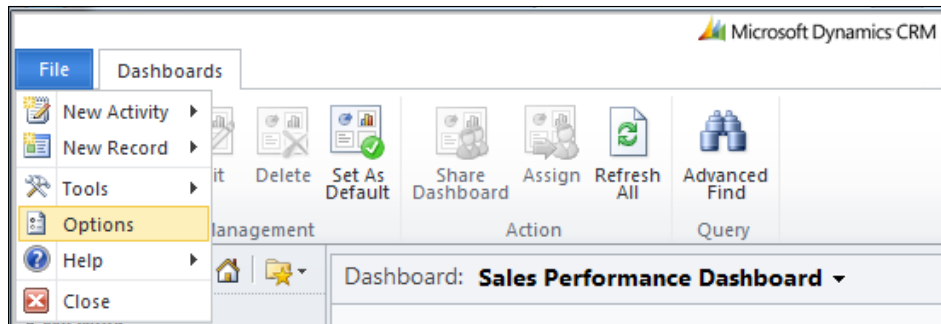 Microsoft Dynamics CRM
File Dashboards
New Activity
New Record
Tools
Options
Help
Close
it Delete Set As Default Share Dashboard Assign Refresh All Advanced Find
lanagement Action Query
Dashboard: Sales Performance Dashboard